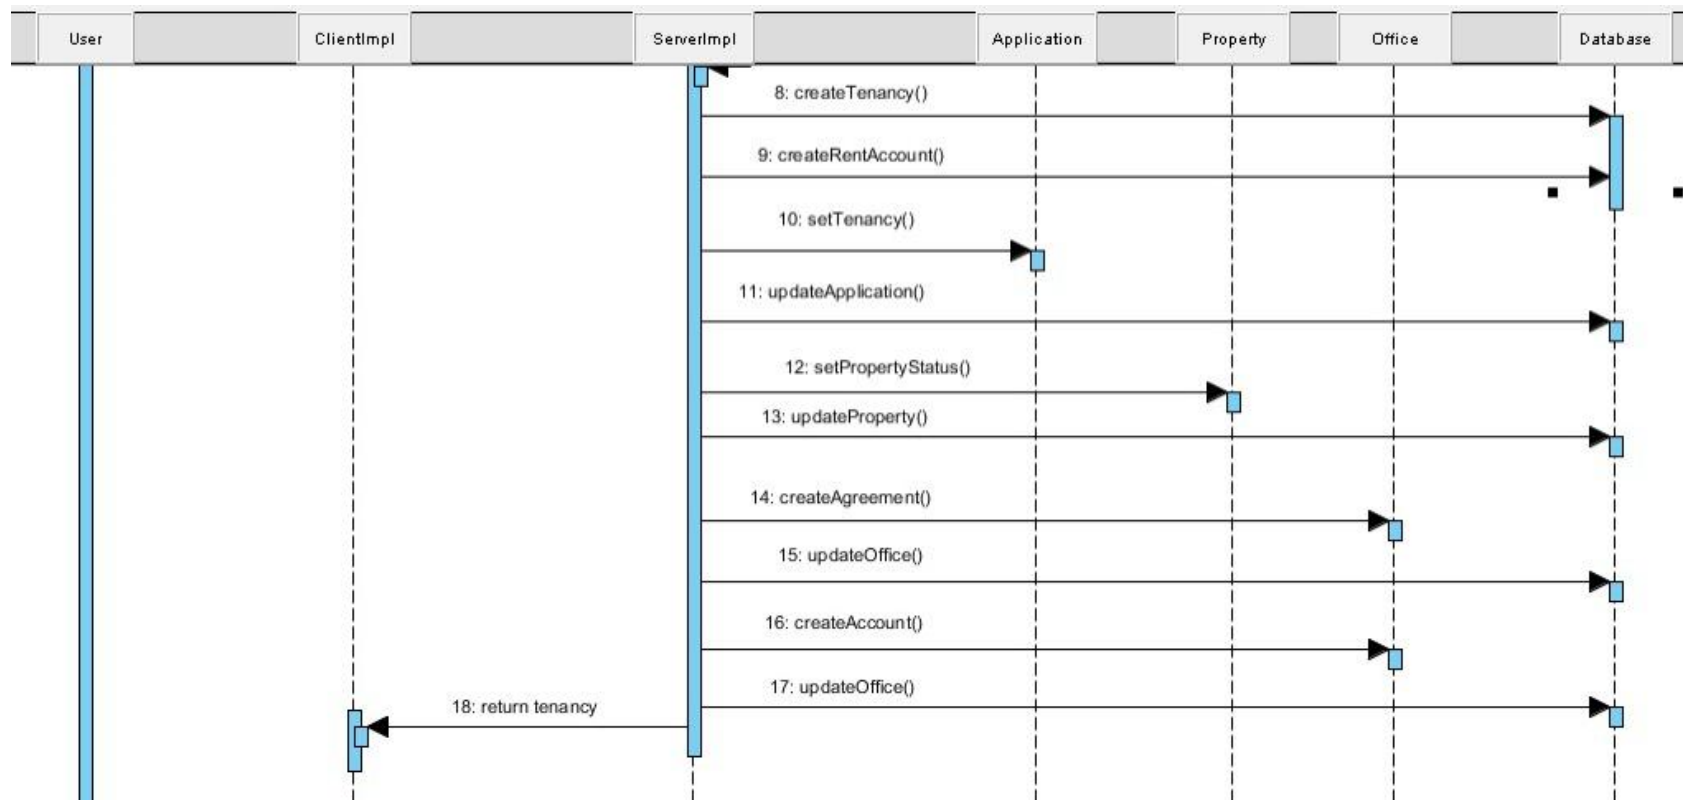 User
ClientImpl
ServerImpl
Application
Property
Office
Database
8: createTenancy()
9: createRentAccount()
10: setTenancy()
11: updateApplication()
12: setPropertyStatus()
13: updateProperty()
14: createAgreement()
15: updateOffice()
16: createAccount()
17: updateOffice()
18: return tenancy